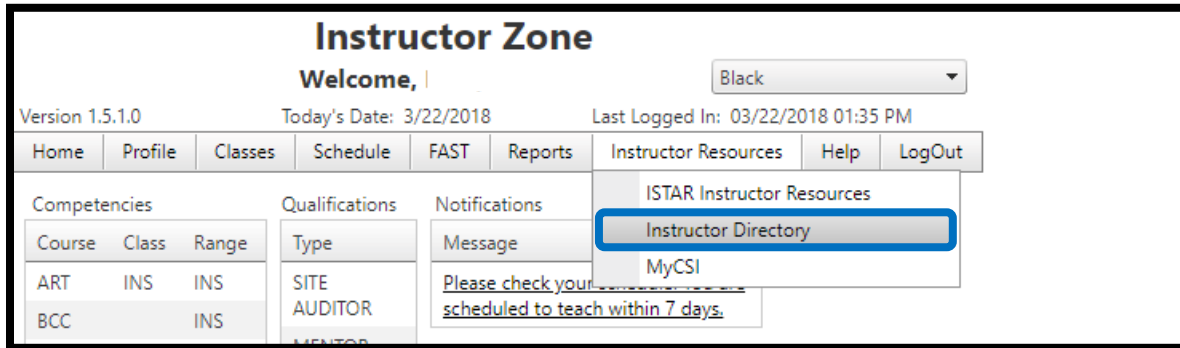 Instructor Zone
Welcome,
Black
Version 1.5.1.0 Today's Date: 3/22/2018 Last Logged In: 03/22/2018 01:35 PM
Home Profile Classes Schedule FAST Reports Instructor Resources Help LogOut
ISTAR Instructor Resources
Instructor Directory
MyCSI
Competencies
Course Class Range
ART INS INS
BCC INS
Qualifications
Type
SITE
AUDITOR
Notifications
Message
Please check your
scheduled to teach within 7 days.